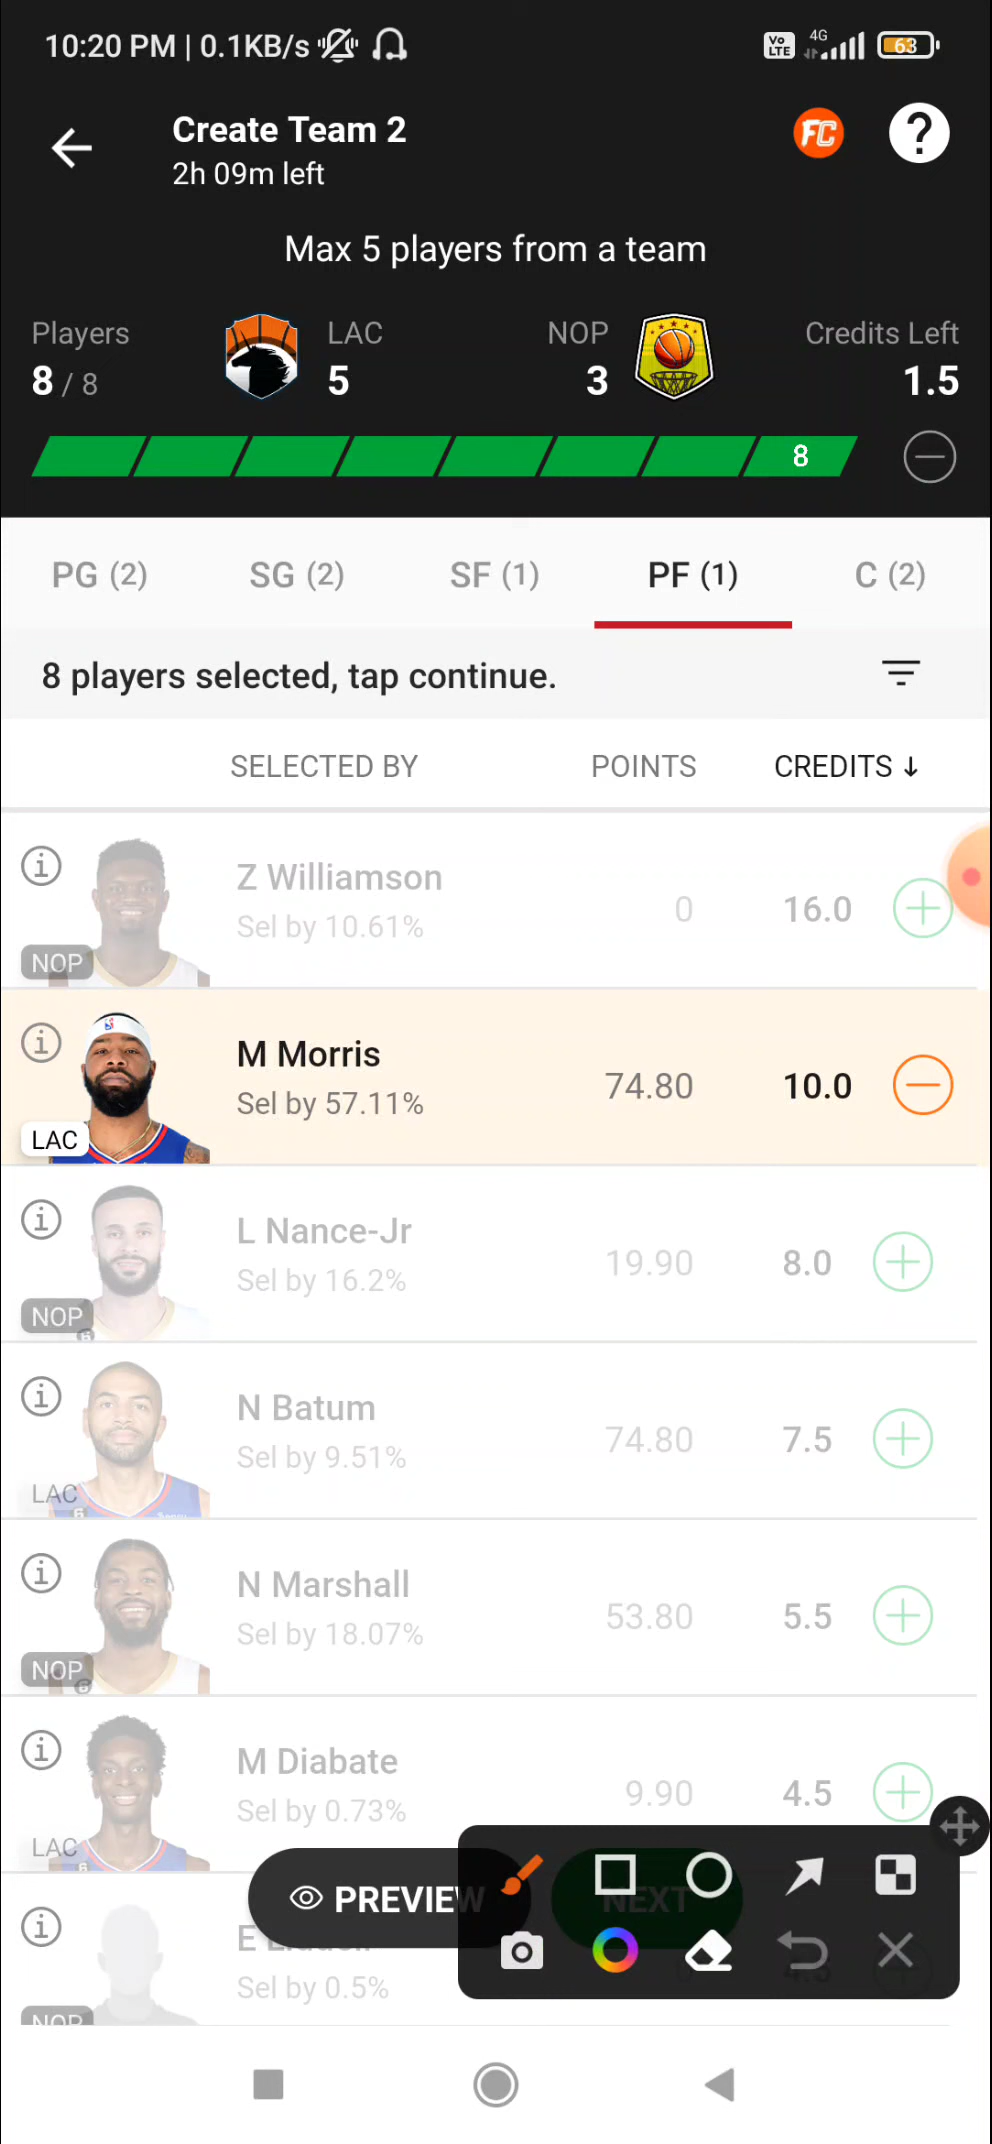 10:20 PM | 0.1KB/s
Vo LTE 4G 63
Create Team 2
2h 09m left
FC ?
Max 5 players from a team
Players LAC NOP Credits Left
8 / 8 5 3 1.5
8
PG (2) SG (2) SF (1) PF (1) C (2)
8 players selected, tap continue.
SELECTED BY POINTS CREDITS ↓
Z Williamson
Sel by 10.61% 0 16.0
NOP
M Morris
Sel by 57.11% 74.80 10.0
LAC
L Nance-Jr
Sel by 16.2% 19.90 8.0
NOP
N Batum
Sel by 9.51% 74.80 7.5
LAC
N Marshall
Sel by 18.07% 53.80 5.5
NOP
M Diabate
Sel by 0.73% 9.90 4.5
LAC
PREVIEW NEXT
E
Sel by 0.5%
NOP